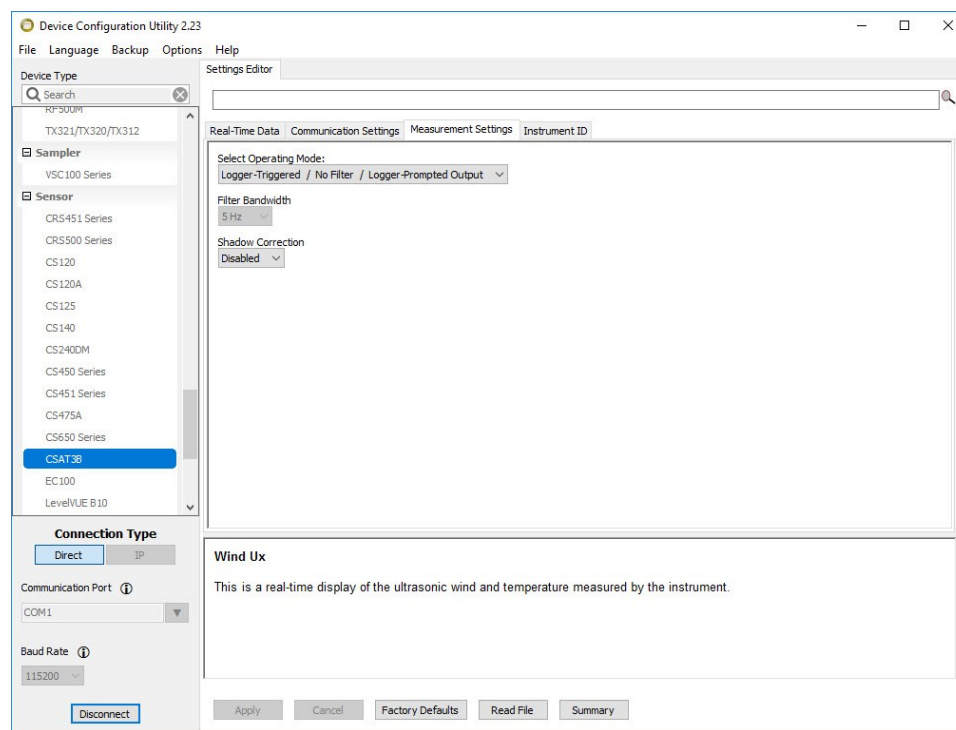 Device Configuration Utility 2.23
File Language Backup Options Help
Device Type
Search
RF500M
TX321/TX320/TX312
Sampler
VSC100 Series
Sensor
CRS451 Series
CRS500 Series
CS120
CS120A
CS125
CS140
CS240DM
CS450 Series
CS451 Series
CS475A
CS650 Series
CSAT3B
EC100
LevelVUE B10
Connection Type
Direct IP
Communication Port
COM1
Baud Rate
115200
Disconnect
Settings Editor
Real-Time Data Communication Settings Measurement Settings Instrument ID
Select Operating Mode:
Logger-Triggered / No Filter / Logger-Prompted Output
Filter Bandwidth
5 Hz
Shadow Correction
Disabled
Wind Ux
This is a real-time display of the ultrasonic wind and temperature measured by the instrument.
Apply Cancel Factory Defaults Read File Summary